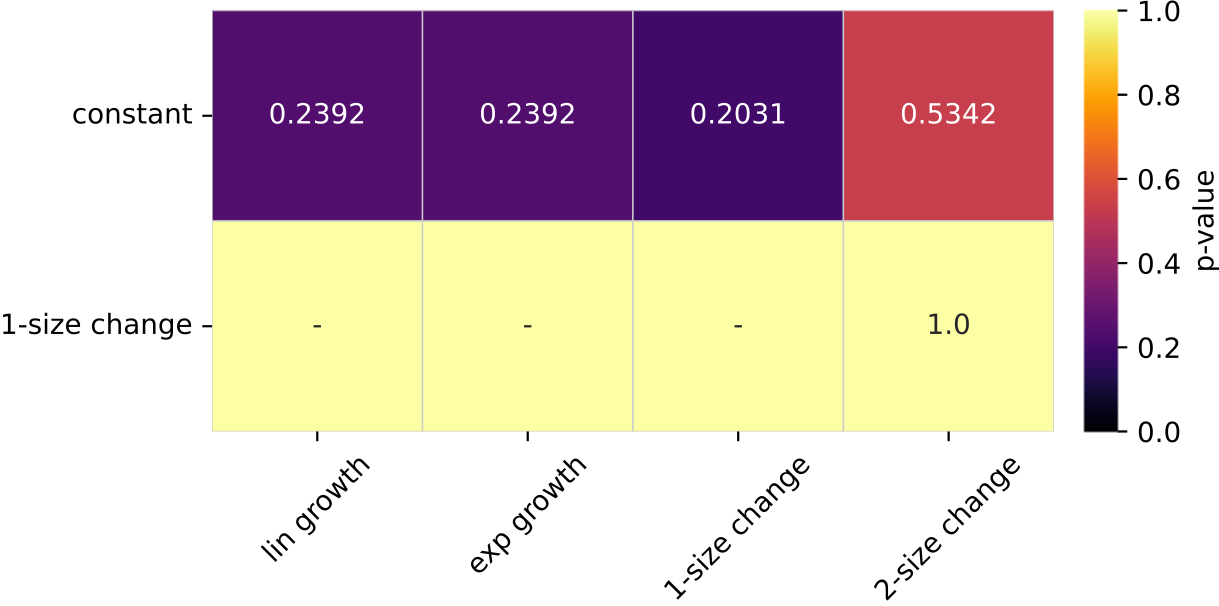 constant
0.2392 0.2392 0.2031 0.5342
1-size change
- - - 1.0
lin growth
exp growth
1-size change
2-size change
1.0
0.8
0.6
0.4
0.2
0.0
p-value